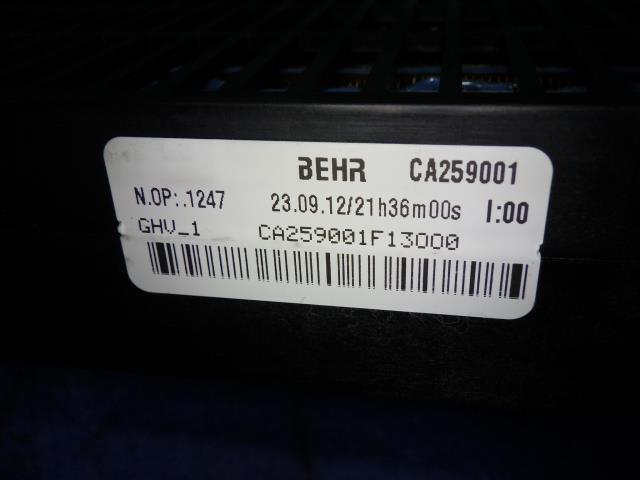 BEHR CA259001
N.OP:.1247 23.09.12/21h36m00s I:00
GHV_1 CA259001F13000